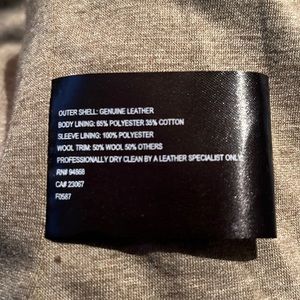 OUTER SHELL: GENUINE LEATHER
BODY LINING: 65% POLYESTER 35% COTTON
SLEEVE LINING: 100% POLYESTER
WOOL TRIM: 50% WOOL 50% OTHERS
PROFESSIONALLY DRY CLEAN BY A LEATHER SPECIALIST ONLY.
RN# 94868
CA# 23067
F0587